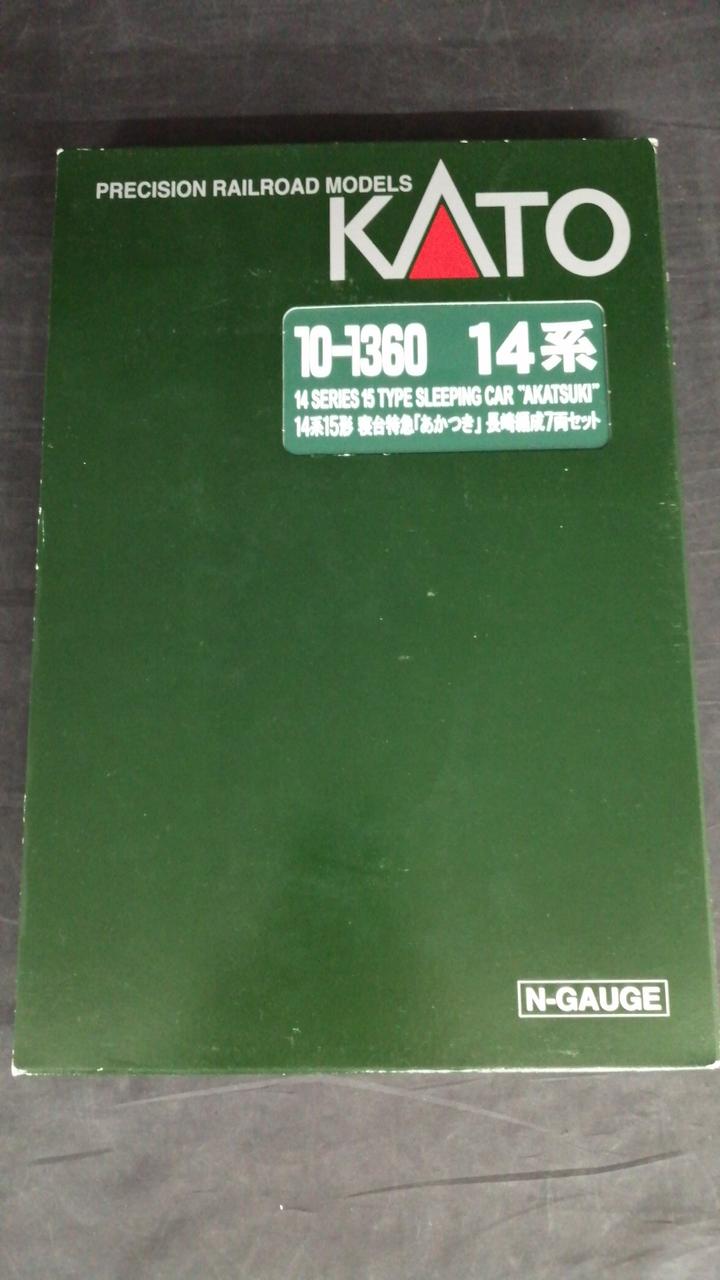 PRECISION RAILROAD MODELS
KATO
10-1360 14系
14 SERIES 15 TYPE SLEEPING CAR "AKATSUKI"
14系15形 寝台特急「あかつき」長崎編成7両セット
N-GAUGE